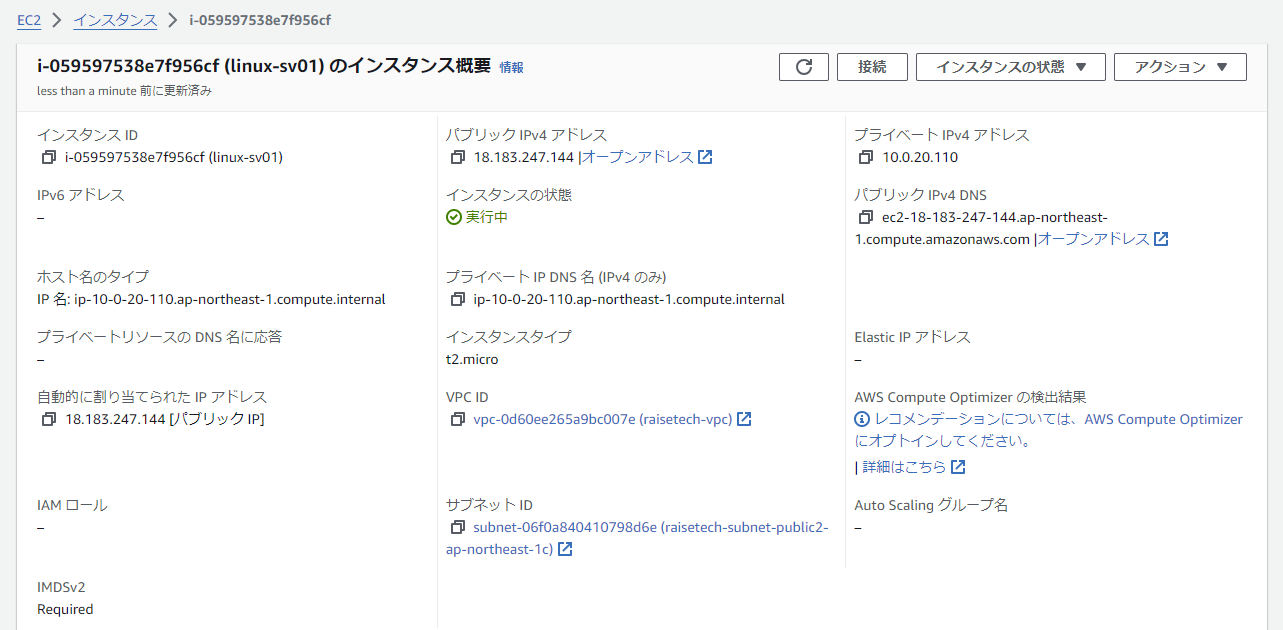 EC2 > インスタンス > i-059597538e7f956cf
i-059597538e7f956cf (linux-sv01) のインスタンス概要 情報
less than a minute 前に更新済み
接続
インスタンスの状態 ▼
アクション ▼
インスタンス ID
i-059597538e7f956cf (linux-sv01)
パブリック IPv4 アドレス
18.183.247.144 |オープンアドレス
プライベート IPv4 アドレス
10.0.20.110
IPv6 アドレス
–
インスタンスの状態
実行中
パブリック IPv4 DNS
ec2-18-183-247-144.ap-northeast-
1.compute.amazonaws.com |オープンアドレス
ホスト名のタイプ
IP 名: ip-10-0-20-110.ap-northeast-1.compute.internal
プライベート IP DNS 名 (IPv4 のみ)
ip-10-0-20-110.ap-northeast-1.compute.internal
プライベートリソースの DNS 名に応答
–
インスタンスタイプ
t2.micro
Elastic IP アドレス
–
自動的に割り当てられた IP アドレス
18.183.247.144 [パブリック IP]
VPC ID
vpc-0d60ee265a9bc007e (raisetech-vpc)
AWS Compute Optimizer の検出結果
レコメンデーションについては、AWS Compute Optimizer
にオプトインしてください。
| 詳細はこちら
IAM ロール
–
サブネット ID
subnet-06f0a840410798d6e (raisetech-subnet-public2-
ap-northeast-1c)
Auto Scaling グループ名
–
IMDSv2
Required